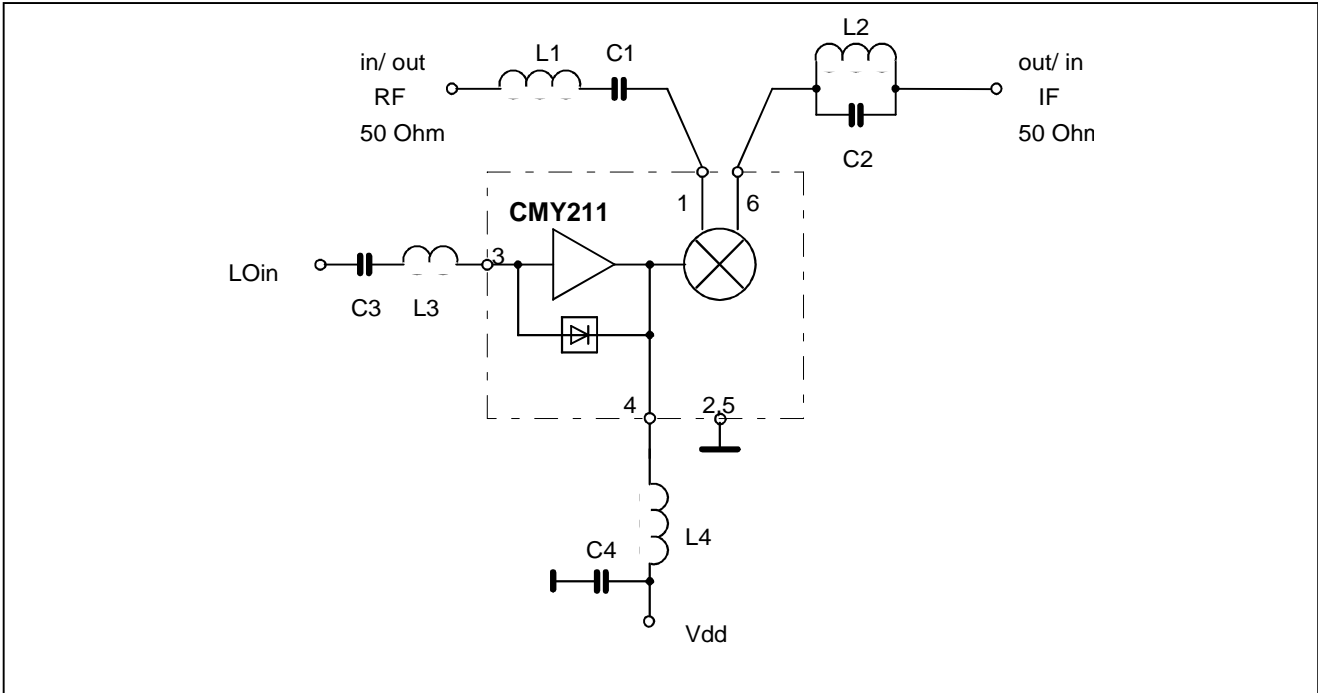 in/ out
RF
50 Ohm
L1
C1
L2
C2
out/ in
IF
50 Ohm
1
6
CMY211
3
LOin
C3
L3
4
2,5
L4
C4
Vdd